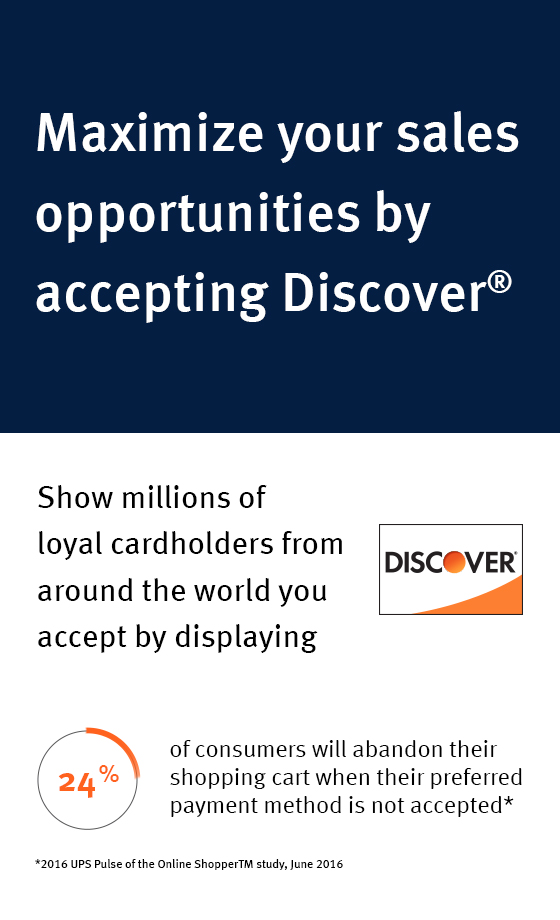 Maximize your sales
opportunities by
accepting Discover®
Show millions of
loyal cardholders from
around the world you
accept by displaying
DISCOVER®
24%
of consumers will abandon their
shopping cart when their preferred
payment method is not accepted*
*2016 UPS Pulse of the Online ShopperTM study, June 2016